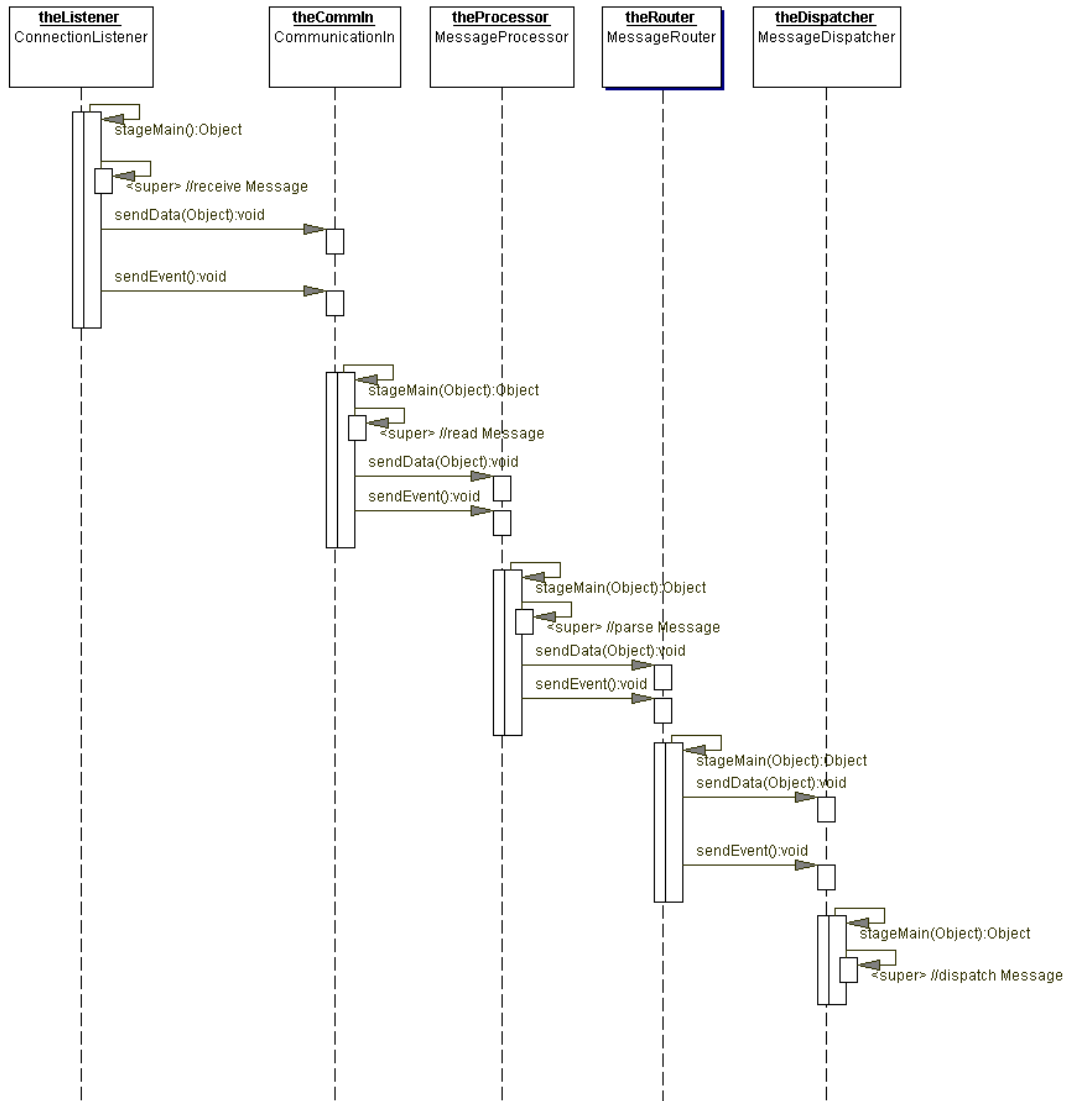 theListener
ConnectionListener
theCommIn
CommunicationIn
theProcessor
MessageProcessor
theRouter
MessageRouter
theDispatcher
MessageDispatcher
stageMain():Object
<super> //receive Message
sendData(Object):void
sendEvent():void
stageMain(Object):Object
<super> //read Message
sendData(Object):void
sendEvent():void
stageMain(Object):Object
<super> //parse Message
sendData(Object):void
sendEvent():void
stageMain(Object):Object
sendData(Object):void
sendEvent():void
stageMain(Object):Object
<super> //dispatch Message